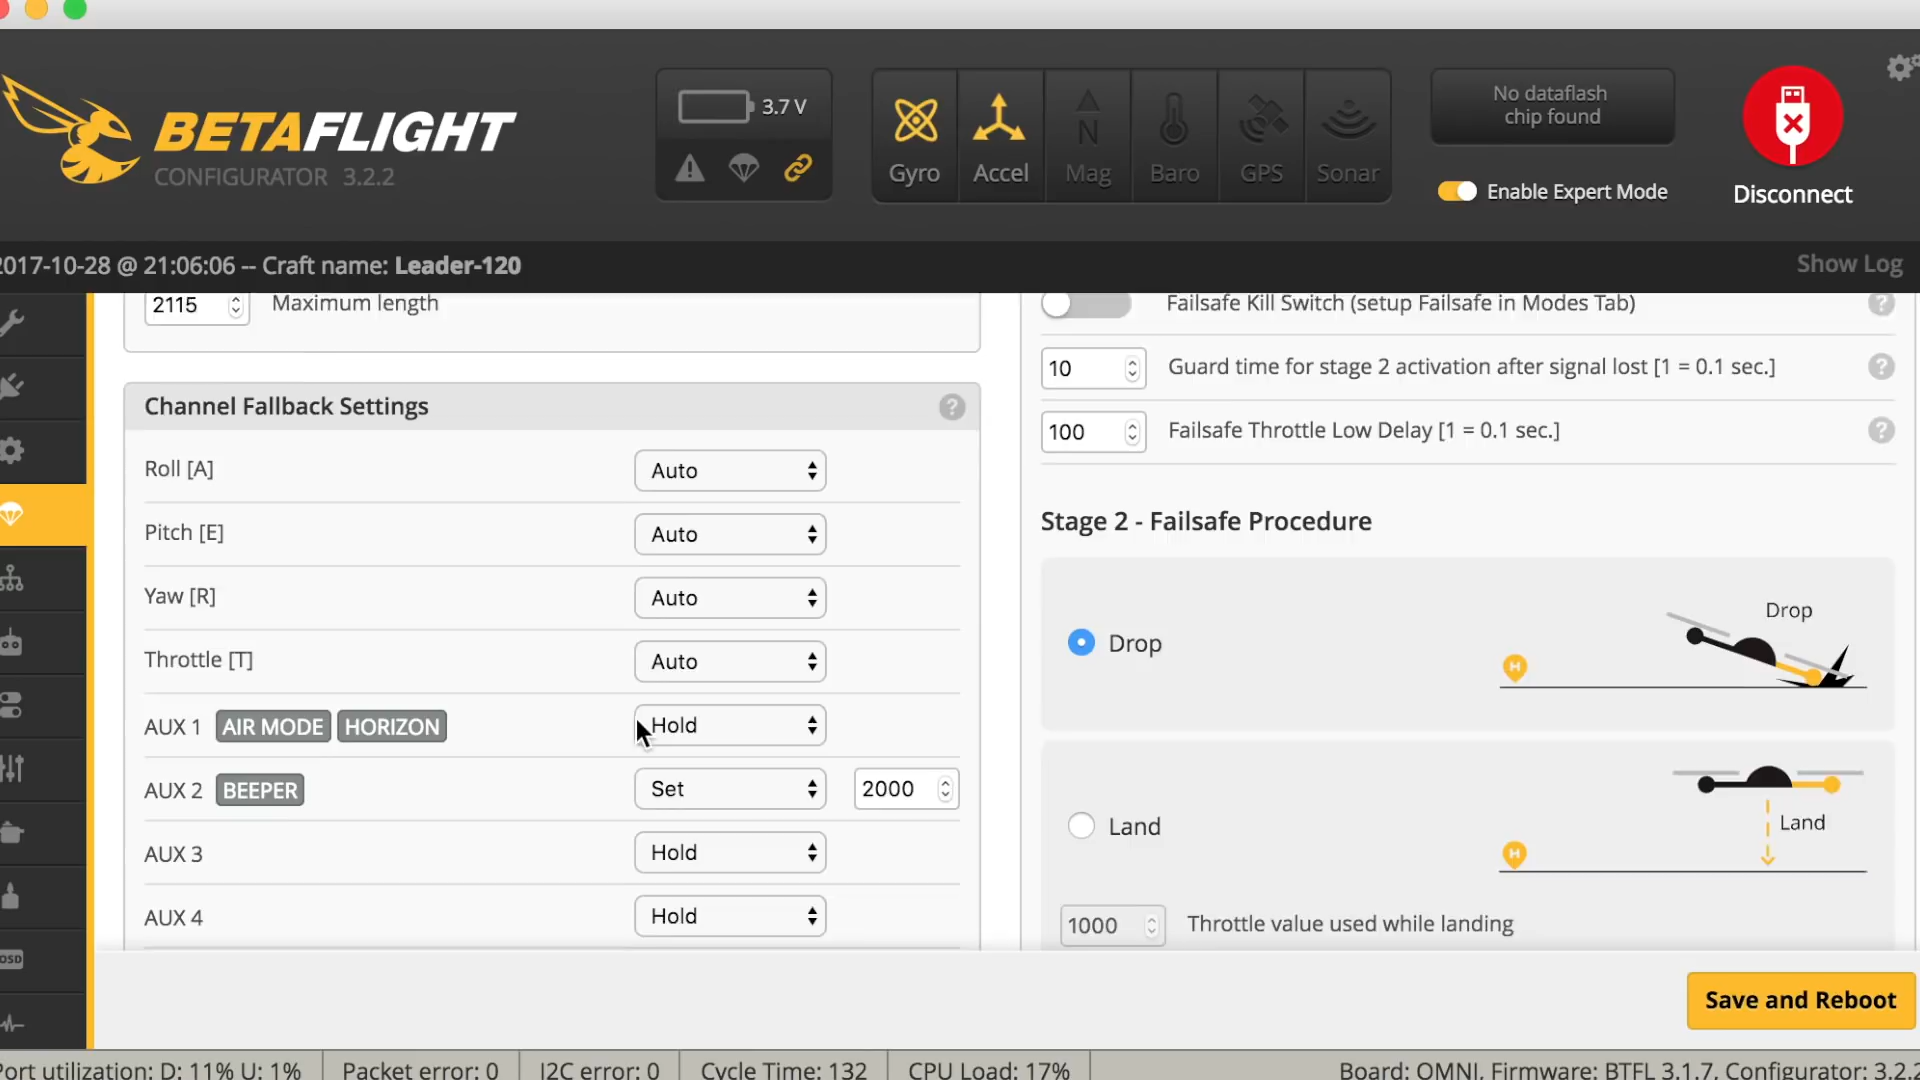 BETAFLIGHT
CONFIGURATOR 3.2.2
3.7 V
Gyro
Accel
N
Mag
Baro
GPS
Sonar
No dataflash
chip found
Enable Expert Mode
Disconnect
2017-10-28 @ 21:06:06 -- Craft name: Leader-120
Show Log
2115 Maximum length
Channel Fallback Settings ?
Roll [A] Auto
Pitch [E] Auto
Yaw [R] Auto
Throttle [T] Auto
AUX 1 AIR MODE HORIZON Hold
AUX 2 BEEPER Set 2000
AUX 3 Hold
AUX 4 Hold
Failsafe Kill Switch (setup Failsafe in Modes Tab) ?
10 Guard time for stage 2 activation after signal lost [1 = 0.1 sec.] ?
100 Failsafe Throttle Low Delay [1 = 0.1 sec.] ?
Stage 2 - Failsafe Procedure
Drop
Drop
H
Land
Land
H
1000 Throttle value used while landing
OSD
Save and Reboot
Port utilization: D: 11% U: 1%
Packet error: 0
I2C error: 0
Cycle Time: 132
CPU Load: 17%
Board: OMNI, Firmware: BTFL 3.1.7, Configurator: 3.2.2